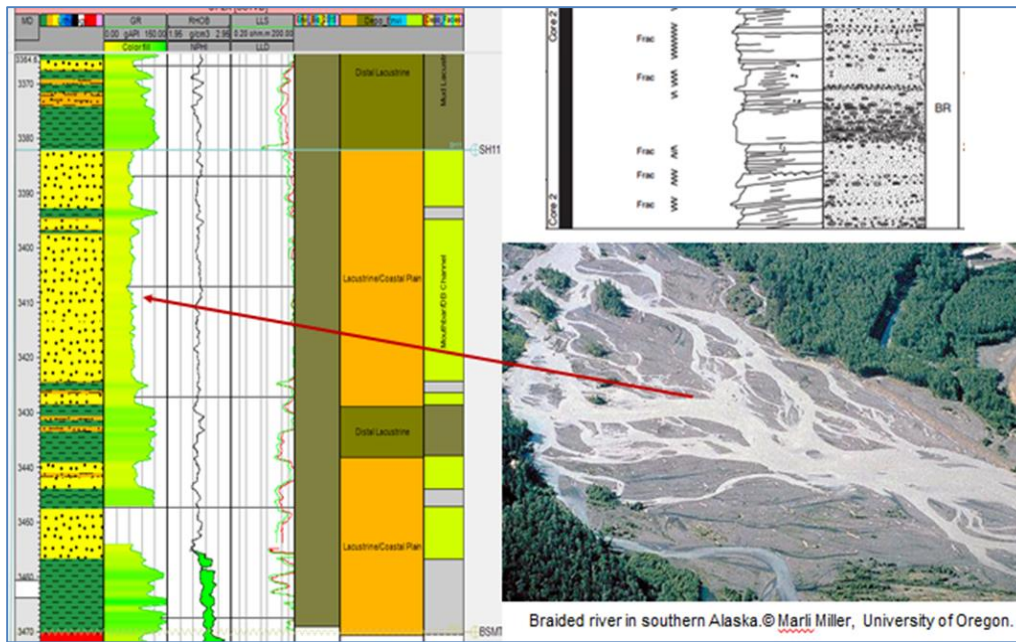 MD
GR
RHOB
LLS
0.00 gAPI 150.00
1.95 g/cm3 2.95
0.20 ohm.m 200.00
Color fill
NPHI
LLD
3370
3380
3390
3400
3410
3420
3430
3440
3450
3460
3470
Distal Lacustrine
Mud Lacustrin
SH11
Lacustrine/Coastal Plain
Mouthbar/DB Channel
Distal Lacustrine
Lacustrine/Coastal Plain
BSMT
Core 2
Frac
Frac
Frac
Frac
Frac
Core 2
BR
Braided river in southern Alaska.© Marli Miller, University of Oregon.